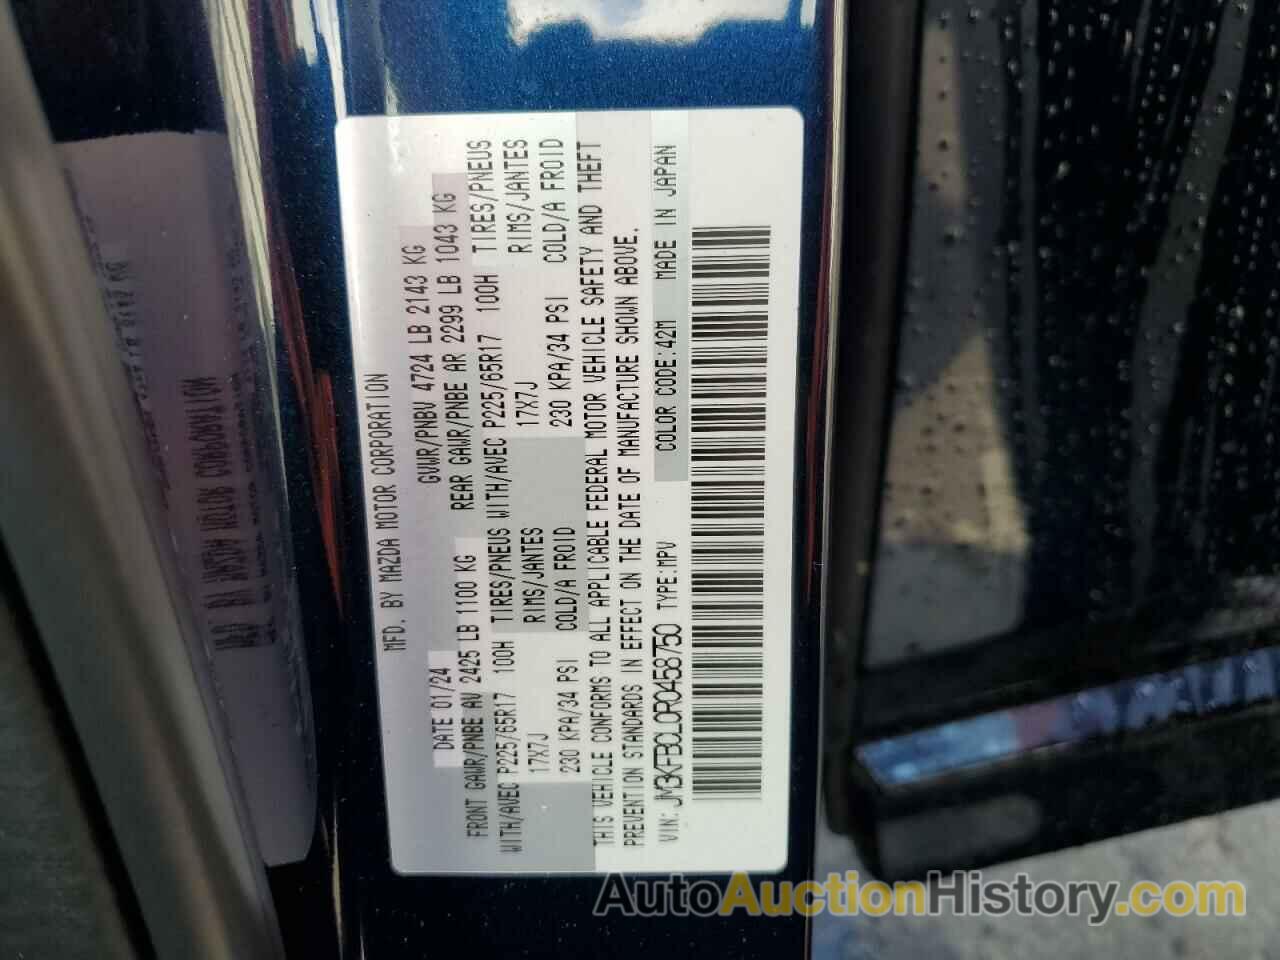 MFD. BY MAZDA MOTOR CORPORATION
DATE 01/24 GVWR/PNBV 4724 LB 2143 KG
FRONT GAWR/PNBE AV 2425 LB 1100 KG REAR GAWR/PNBE AR 2299 LB 1043 KG
WITH/AVEC P225/65R17 100H TIRES/PNEUS WITH/AVEC P225/65R17 100H TIRES/PNEUS
17X7J RIMS/JANTES 17X7J RIMS/JANTES
230 KPA/34 PSI COLD/A FROID 230 KPA/34 PSI COLD/A FROID
THIS VEHICLE CONFORMS TO ALL APPLICABLE FEDERAL MOTOR VEHICLE SAFETY AND THEFT
PREVENTION STANDARDS IN EFFECT ON THE DATE OF MANUFACTURE SHOWN ABOVE.
VIN: JM3KFBCL0R0458750 TYPE:MPV COLOR CODE:42M MADE IN JAPAN
AutoAuctionHistory.com